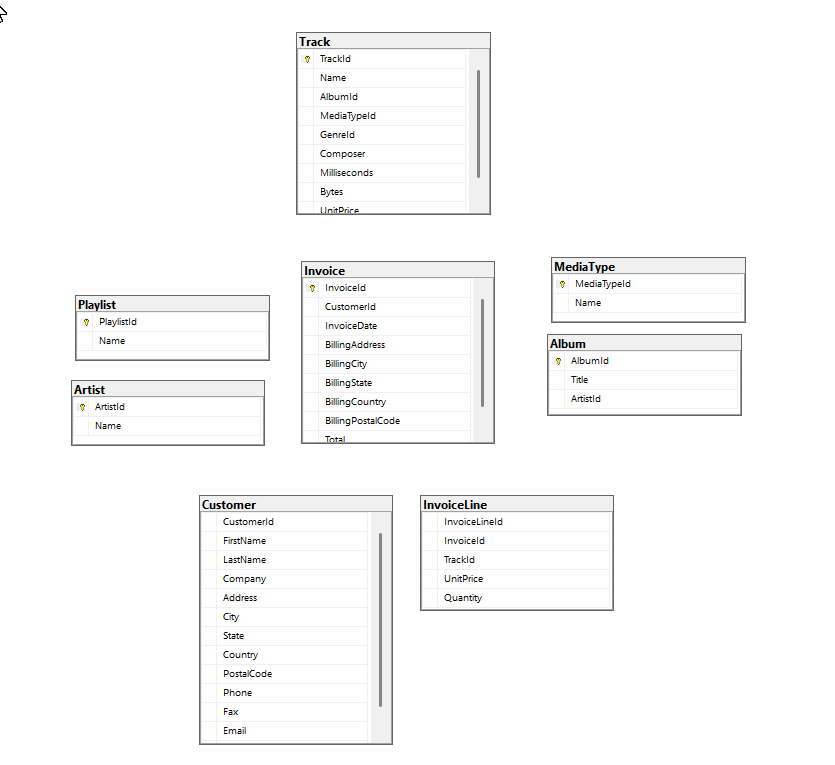 Track
TrackId
Name
AlbumId
MediaTypeId
GenreId
Composer
Milliseconds
Bytes
UnitPrice
Invoice
InvoiceId
CustomerId
InvoiceDate
BillingAddress
BillingCity
BillingState
BillingCountry
BillingPostalCode
Total
MediaType
MediaTypeId
Name
Playlist
PlaylistId
Name
Album
AlbumId
Title
ArtistId
Artist
ArtistId
Name
Customer
CustomerId
FirstName
LastName
Company
Address
City
State
Country
PostalCode
Phone
Fax
Email
InvoiceLine
InvoiceLineId
InvoiceId
TrackId
UnitPrice
Quantity